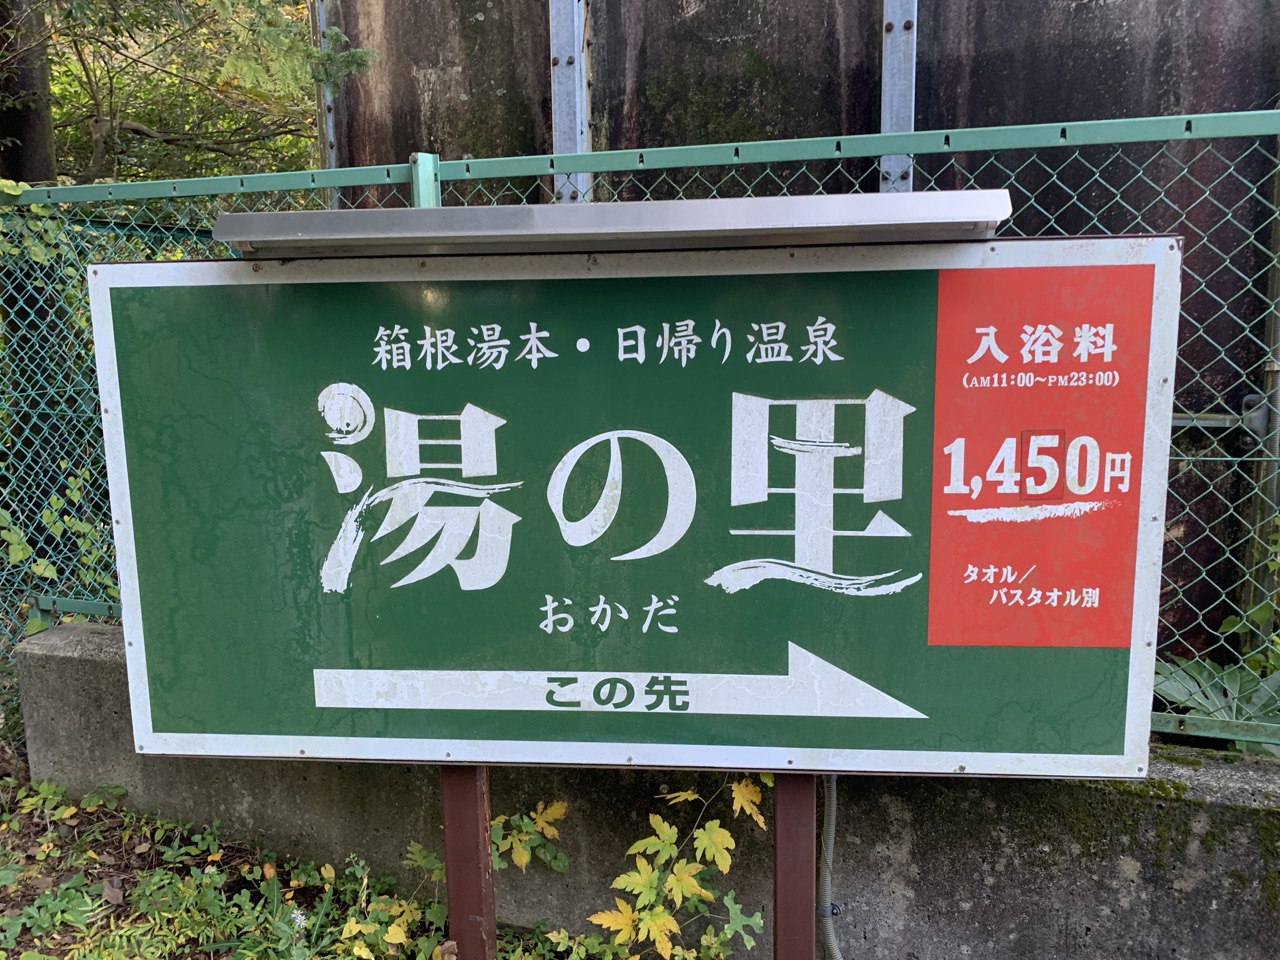 箱根湯本・日帰り温泉
湯の里
おかだ
この先
入浴料
(AM11:00～PM23:00)
1,450円
タオル／
バスタオル別